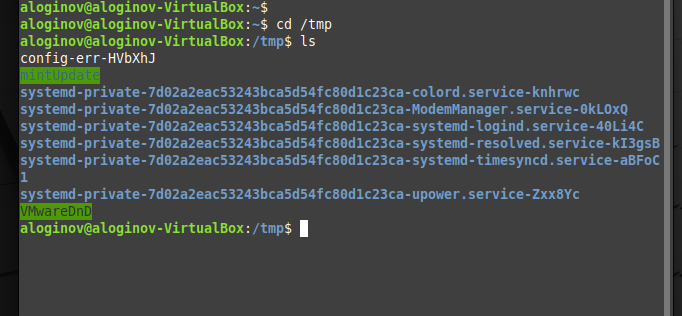 aloginov@aloginov-VirtualBox:~$
aloginov@aloginov-VirtualBox:~$ cd /tmp
aloginov@aloginov-VirtualBox:/tmp$ ls
config-err-HVbXhJ
mintUpdate
systemd-private-7d02a2eac53243bca5d54fc80d1c23ca-colord.service-knhrwc
systemd-private-7d02a2eac53243bca5d54fc80d1c23ca-ModemManager.service-0kLOxQ
systemd-private-7d02a2eac53243bca5d54fc80d1c23ca-systemd-logind.service-40Li4C
systemd-private-7d02a2eac53243bca5d54fc80d1c23ca-systemd-resolved.service-kI3gsB
systemd-private-7d02a2eac53243bca5d54fc80d1c23ca-systemd-timesyncd.service-aBFoC
1
systemd-private-7d02a2eac53243bca5d54fc80d1c23ca-upower.service-Zxx8Yc
VMwareDnD
aloginov@aloginov-VirtualBox:/tmp$